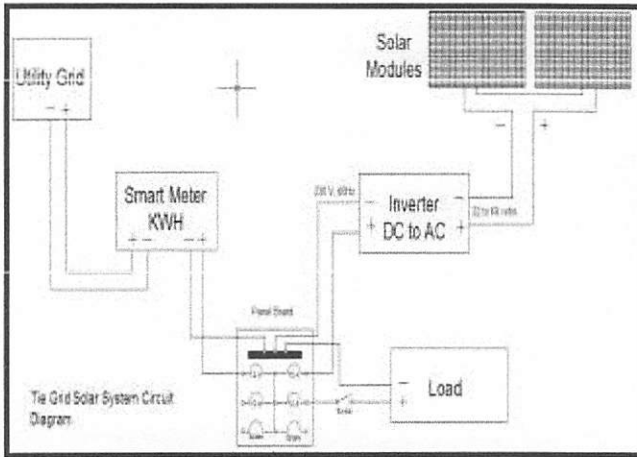 Utility Grid
− +
Solar
Modules
− +
Smart Meter
KWH
+ − − +
230 V, 60Hz
Inverter
DC to AC
−
+
−
+
Panel Board
Load
−
+
Tie Grid Solar System Circuit
Diagram